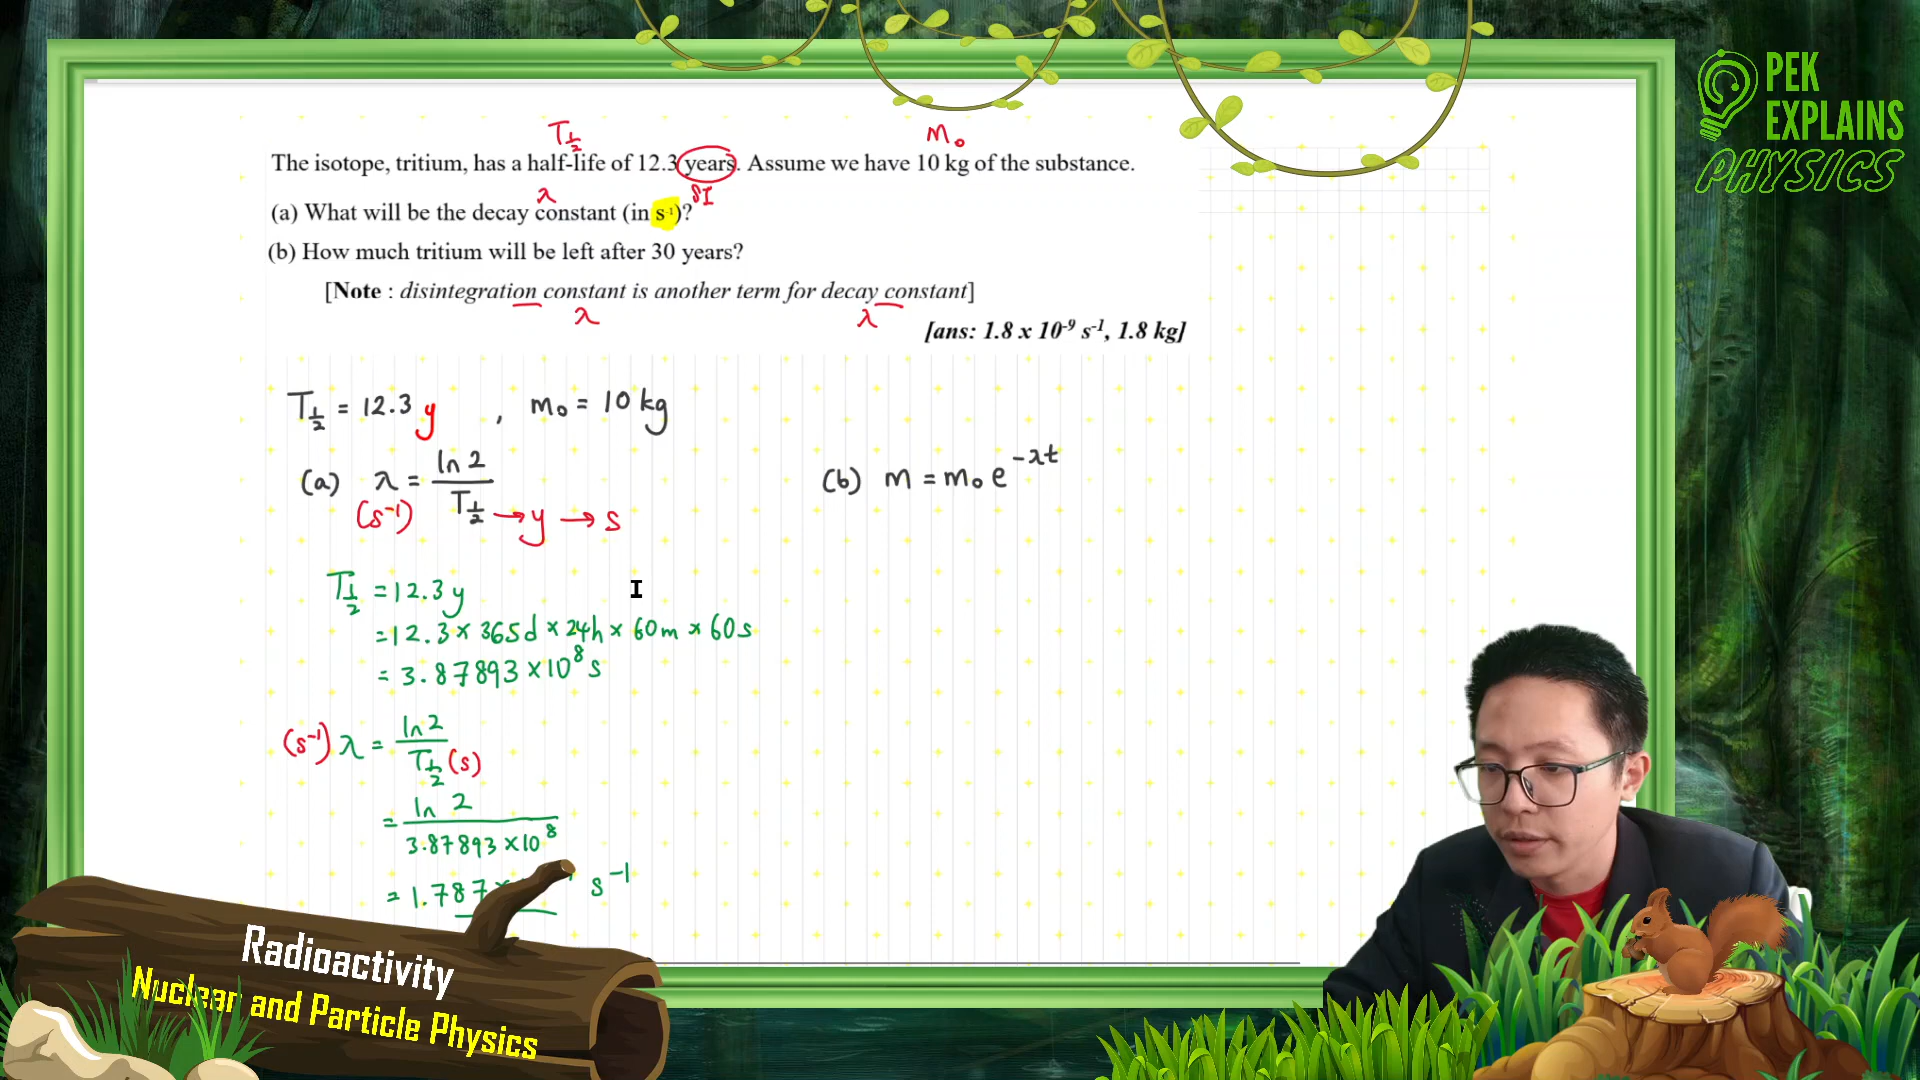 PEK
EXPLAINS
PHYSICS
T½ m₀
The isotope, tritium, has a half-life of 12.3 years. Assume we have 10 kg of the substance.
λ SI
(a) What will be the decay constant (in s⁻¹)?
(b) How much tritium will be left after 30 years?
[Note : disintegration constant is another term for decay constant]
λ λ
[ans: 1.8 x 10⁻⁹ s⁻¹, 1.8 kg]
T½ = 12.3 y , m₀ = 10 kg
(a) λ = ln 2 / T½ → y → s
(s⁻¹)
(b) m = m₀ e^-λt
T½ = 12.3 y
= 12.3 × 365d × 24h × 60m × 60s
= 3.87893 × 10⁸ s
(s⁻¹) λ = ln 2 / T½ (s)
= ln 2 / 3.87893 × 10⁸
= 1.787 × s⁻¹
Radioactivity
Nuclear and Particle Physics